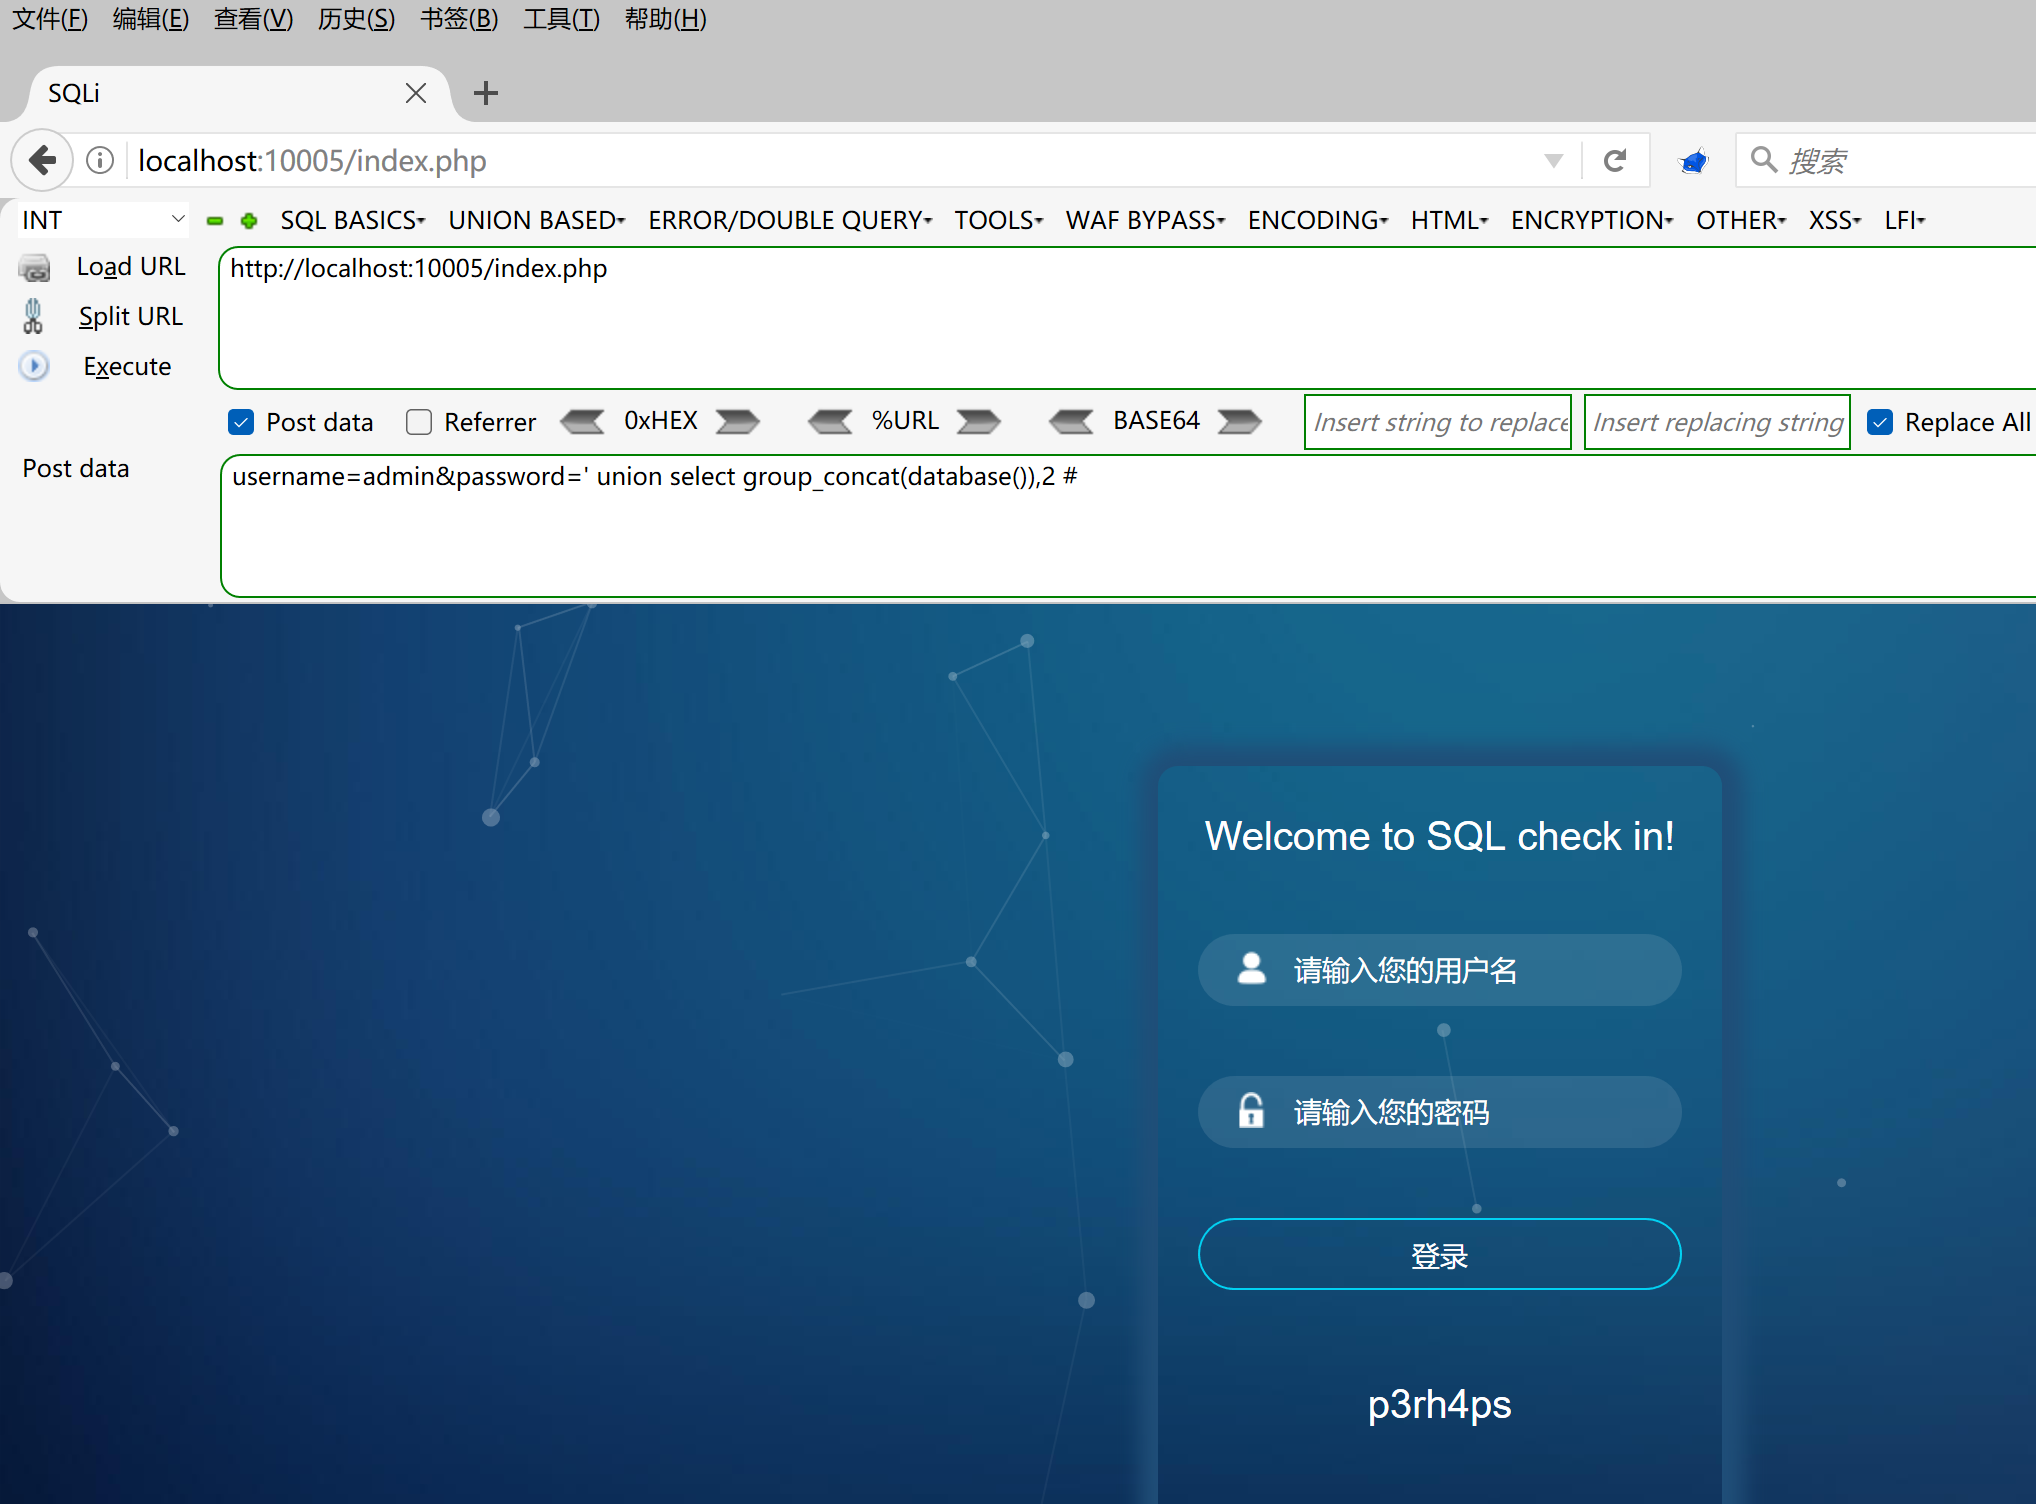 文件(F) 编辑(E) 查看(V) 历史(S) 书签(B) 工具(T) 帮助(H)
SQLi
localhost:10005/index.php
搜索
INT SQL BASICS UNION BASED ERROR/DOUBLE QUERY TOOLS WAF BYPASS ENCODING HTML ENCRYPTION OTHER XSS LFI
Load URL
http://localhost:10005/index.php
Split URL
Execute
Post data Referrer 0xHEX %URL BASE64 Insert string to replace Insert replacing string Replace All
Post data
username=admin&password=' union select group_concat(database()),2 #
Welcome to SQL check in!
请输入您的用户名
请输入您的密码
登录
p3rh4ps